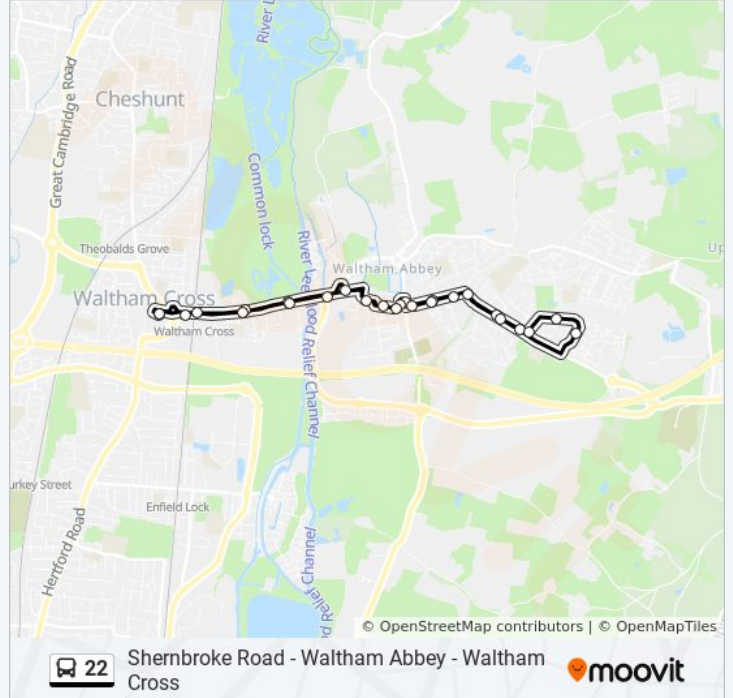 River L
Cheshunt
Great Cambridge Road
Common lock
Theobalds Grove
River Lee Flood Relief Channel
Waltham Abbey
Up
Waltham Cross
Waltham Cross
urkey Street
Enfield Lock
Hertford Road
d Relief Channel
© OpenStreetMap contributors | © OpenMapTiles
22
Shernbroke Road - Waltham Abbey - Waltham
Cross
moovit